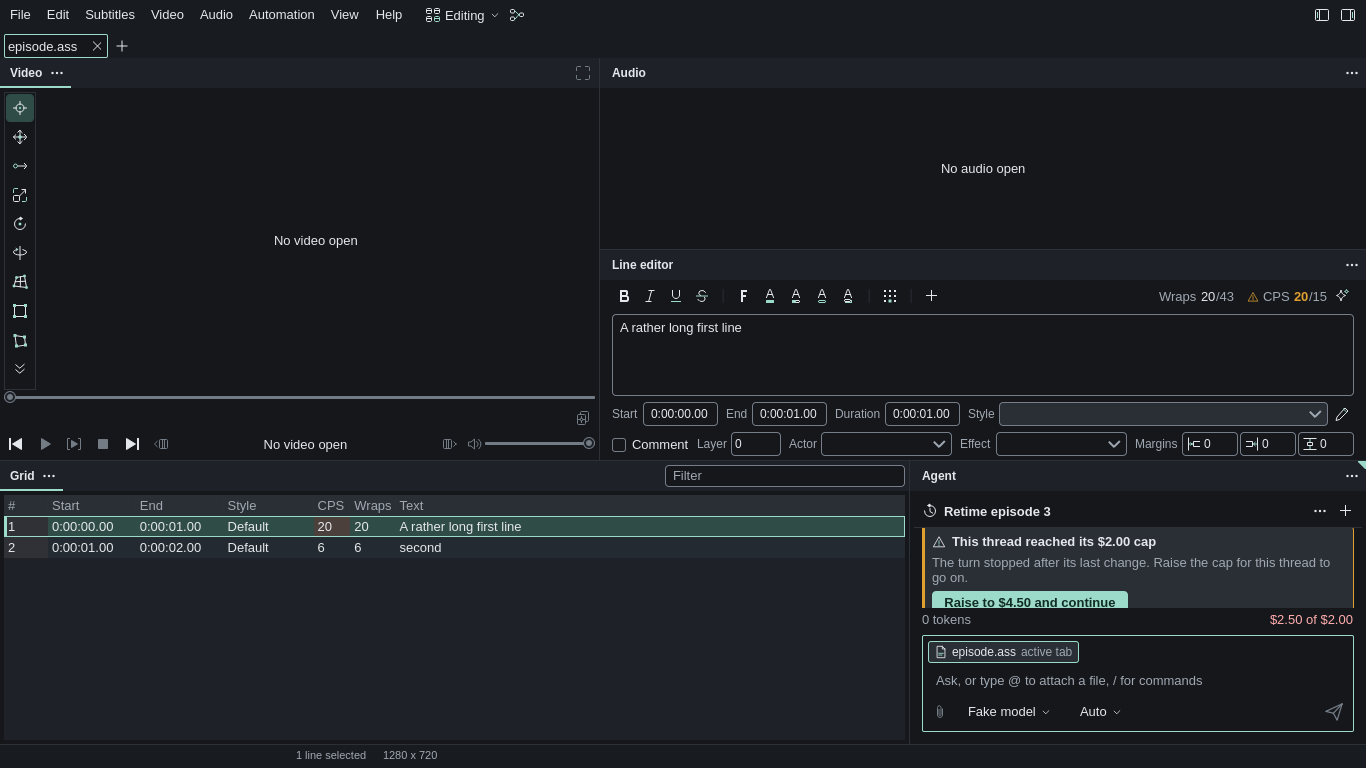 File Edit Subtitles Video Audio Automation View Help Editing
episode.ass
Video
No video open
No video open
Audio
No audio open
Line editor
B I U S F A A A A Wraps 20/43 CPS 20/15
A rather long first line
Start 0:00:00.00 End 0:00:01.00 Duration 0:00:01.00 Style
Comment Layer 0 Actor Effect Margins 0 0 0
Grid Filter
# Start End Style CPS Wraps Text
1 0:00:00.00 0:00:01.00 Default 20 20 A rather long first line
2 0:00:01.00 0:00:02.00 Default 6 6 second
Agent
Retime episode 3
This thread reached its $2.00 cap
The turn stopped after its last change. Raise the cap for this thread to
go on.
Raise to $4.50 and continue
0 tokens $2.50 of $2.00
episode.ass active tab
Ask, or type @ to attach a file, / for commands
Fake model Auto
1 line selected 1280 x 720